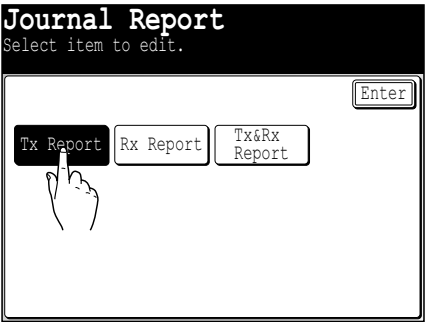 Journal Report
Select item to edit.
Enter
Tx Report Rx Report Tx&Rx
Report